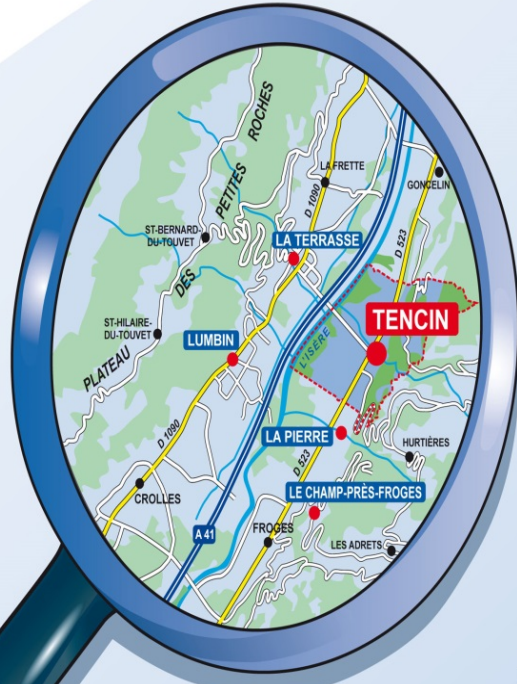 PLATEAU DES PETITES ROCHES
LA FRETTE
GONCELIN
D 1090
D 523
ST-BERNARD-
DU-TOUVET
LA TERRASSE
ST-HILAIRE-
DU-TOUVET
LUMBIN
L'ISÈRE
TENCIN
D 1090
LA PIERRE
HURTIÈRES
D 523
CROLLES
LE CHAMP-PRÈS-FROGES
A 41
FROGES
LES ADRETS